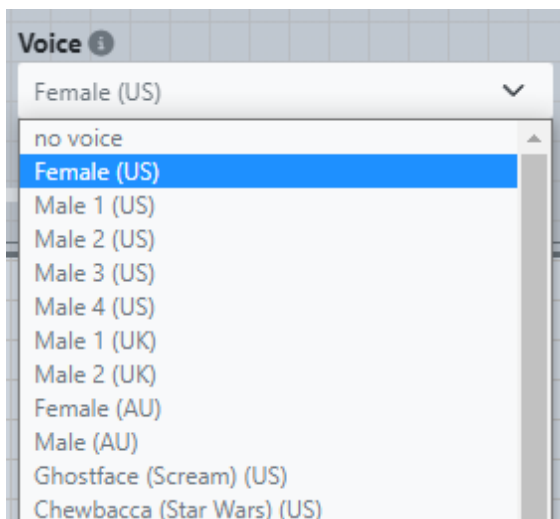 Voice
Female (US)
no voice
Female (US)
Male 1 (US)
Male 2 (US)
Male 3 (US)
Male 4 (US)
Male 1 (UK)
Male 2 (UK)
Female (AU)
Male (AU)
Ghostface (Scream) (US)
Chewbacca (Star Wars) (US)